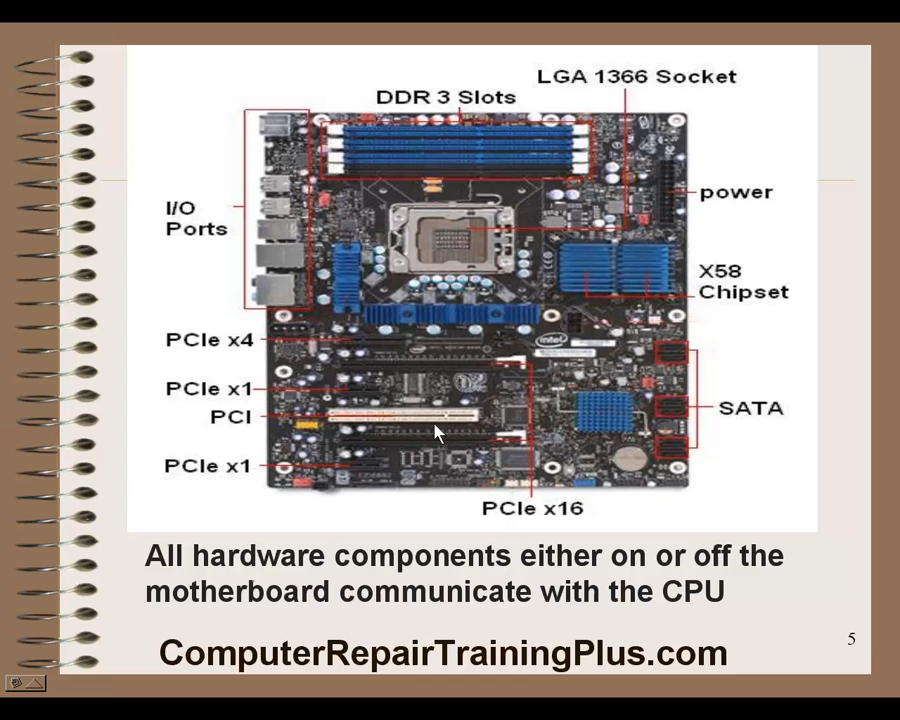 LGA 1366 Socket
DDR 3 Slots
power
I/O
Ports
X58
Chipset
PCIe x4
intel
PCIe x1
PCI
SATA
PCIe x1
PCIe x16
All hardware components either on or off the
motherboard communicate with the CPU
5
ComputerRepairTrainingPlus.com